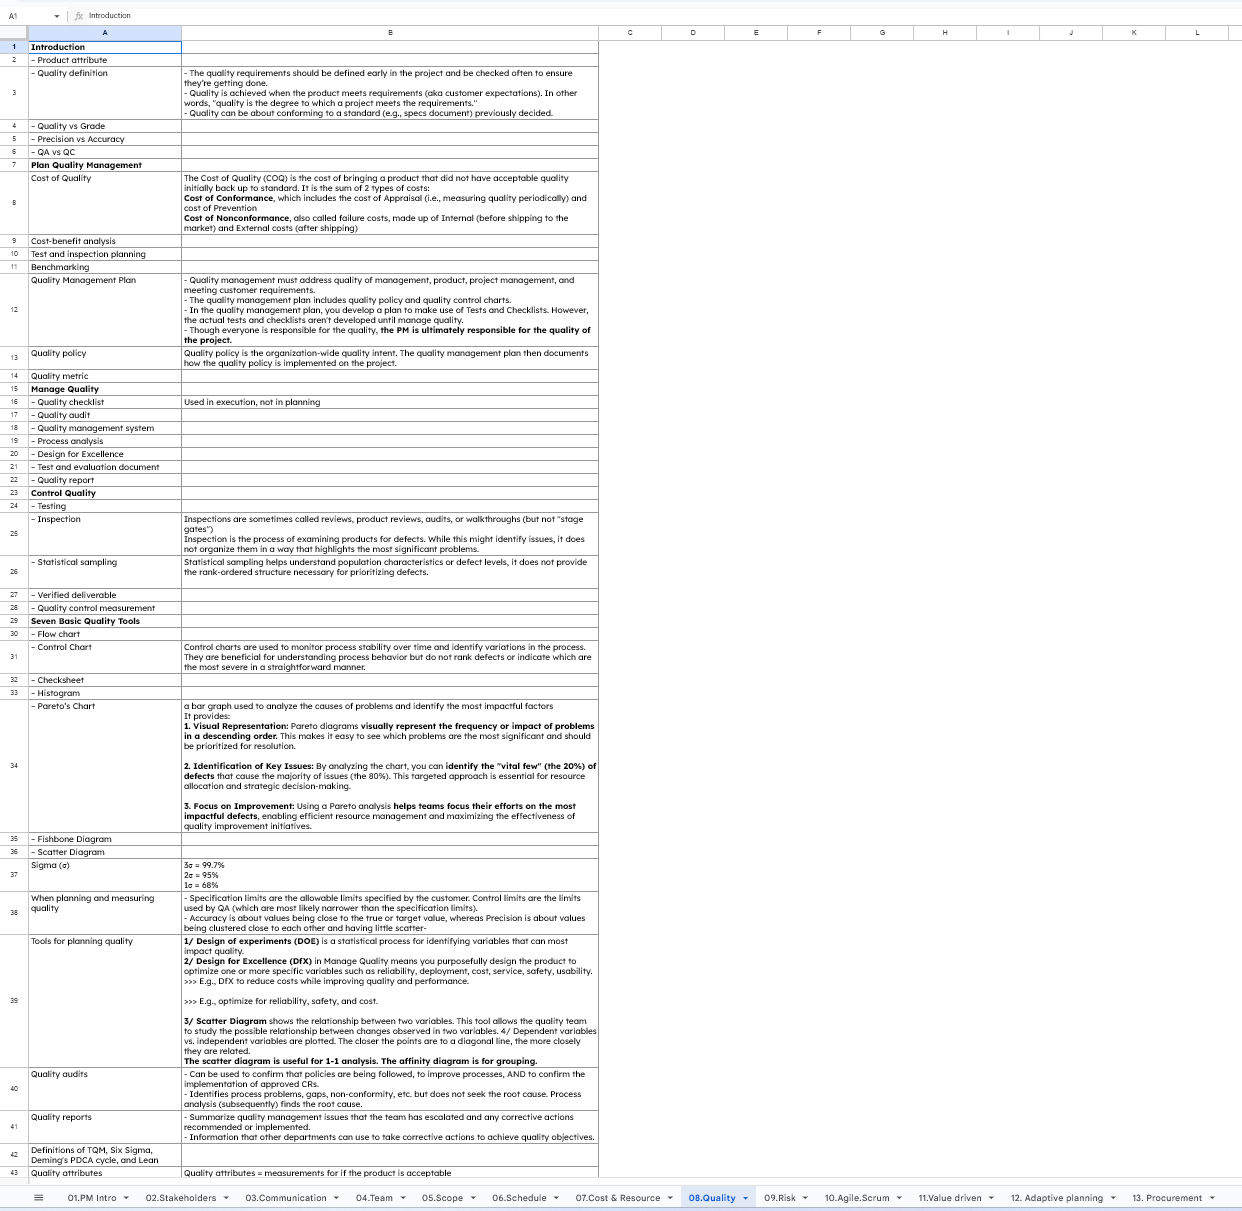 A1 fx Introduction
A B C D E F G H I J K L
1 Introduction
2 – Product attribute
3 – Quality definition
- The quality requirements should be defined early in the project and be checked often to ensure
they're getting done.
- Quality is achieved when the product meets requirements (aka customer expectations). In other
words, "quality is the degree to which a project meets the requirements."
- Quality can be about conforming to a standard (e.g., specs document) previously decided.
4 – Quality vs Grade
5 – Precision vs Accuracy
6 – QA vs QC
7 Plan Quality Management
8 Cost of Quality
The Cost of Quality (COQ) is the cost of bringing a product that did not have acceptable quality
initially back up to standard. It is the sum of 2 types of costs:
Cost of Conformance, which includes the cost of Appraisal (i.e., measuring quality periodically) and
cost of Prevention
Cost of Nonconformance, also called failure costs, made up of Internal (before shipping to the
market) and External costs (after shipping)
9 Cost-benefit analysis
10 Test and inspection planning
11 Benchmarking
12 Quality Management Plan
- Quality management must address quality of management, product, project management, and
meeting customer requirements.
- The quality management plan includes quality policy and quality control charts.
- In the quality management plan, you develop a plan to make use of Tests and Checklists. However,
the actual tests and checklists aren't developed until manage quality.
- Though everyone is responsible for the quality, the PM is ultimately responsible for the quality of
the project.
13 Quality policy
Quality policy is the organization-wide quality intent. The quality management plan then documents
how the quality policy is implemented on the project.
14 Quality metric
15 Manage Quality
16 – Quality checklist Used in execution, not in planning
17 – Quality audit
18 – Quality management system
19 – Process analysis
20 – Design for Excellence
21 – Test and evaluation document
22 – Quality report
23 Control Quality
24 – Testing
25 – Inspection
Inspections are sometimes called reviews, product reviews, audits, or walkthroughs (but not "stage
gates")
Inspection is the process of examining products for defects. While this might identify issues, it does
not organize them in a way that highlights the most significant problems.
26 – Statistical sampling
Statistical sampling helps understand population characteristics or defect levels, it does not provide
the rank-ordered structure necessary for prioritizing defects.
27 – Verified deliverable
28 – Quality control measurement
29 Seven Basic Quality Tools
30 – Flow chart
31 – Control Chart
Control charts are used to monitor process stability over time and identify variations in the process.
They are beneficial for understanding process behavior but do not rank defects or indicate which are
the most severe in a straightforward manner.
32 – Checksheet
33 – Histogram
34 – Pareto's Chart
a bar graph used to analyze the causes of problems and identify the most impactful factors
It provides:
1. Visual Representation: Pareto diagrams visually represent the frequency or impact of problems
in a descending order. This makes it easy to see which problems are the most significant and should
be prioritized for resolution.
2. Identification of Key Issues: By analyzing the chart, you can identify the "vital few" (the 20%) of
defects that cause the majority of issues (the 80%). This targeted approach is essential for resource
allocation and strategic decision-making.
3. Focus on Improvement: Using a Pareto analysis helps teams focus their efforts on the most
impactful defects, enabling efficient resource management and maximizing the effectiveness of
quality improvement initiatives.
35 – Fishbone Diagram
36 – Scatter Diagram
37 Sigma (σ)
3σ = 99.7%
2σ = 95%
1σ = 68%
38 When planning and measuring
quality
- Specification limits are the allowable limits specified by the customer. Control limits are the limits
used by QA (which are most likely narrower than the specification limits).
- Accuracy is about values being close to the true or target value, whereas Precision is about values
being clustered close to each other and having little scatter-
39 Tools for planning quality
1/ Design of experiments (DOE) is a statistical process for identifying variables that can most
impact quality.
2/ Design for Excellence (DfX) in Manage Quality means you purposefully design the product to
optimize one or more specific variables such as reliability, deployment, cost, service, safety, usability.
>>> E.g., DfX to reduce costs while improving quality and performance.
>>> E.g., optimize for reliability, safety, and cost.
3/ Scatter Diagram shows the relationship between two variables. This tool allows the quality team
to study the possible relationship between changes observed in two variables. 4/ Dependent variables
vs. independent variables are plotted. The closer the points are to a diagonal line, the more closely
they are related.
The scatter diagram is useful for 1-1 analysis. The affinity diagram is for grouping.
40 Quality audits
- Can be used to confirm that policies are being followed, to improve processes, AND to confirm the
implementation of approved CRs.
- Identifies process problems, gaps, non-conformity, etc. but does not seek the root cause. Process
analysis (subsequently) finds the root cause.
41 Quality reports
- Summarize quality management issues that the team has escalated and any corrective actions
recommended or implemented.
- Information that other departments can use to take corrective actions to achieve quality objectives.
42 Definitions of TQM, Six Sigma,
Deming's PDCA cycle, and Lean
43 Quality attributes Quality attributes = measurements for if the product is acceptable
01.PM Intro 02.Stakeholders 03.Communication 04.Team 05.Scope 06.Schedule 07.Cost & Resource 08.Quality 09.Risk 10.Agile.Scrum 11.Value driven 12. Adaptive planning 13. Procurement